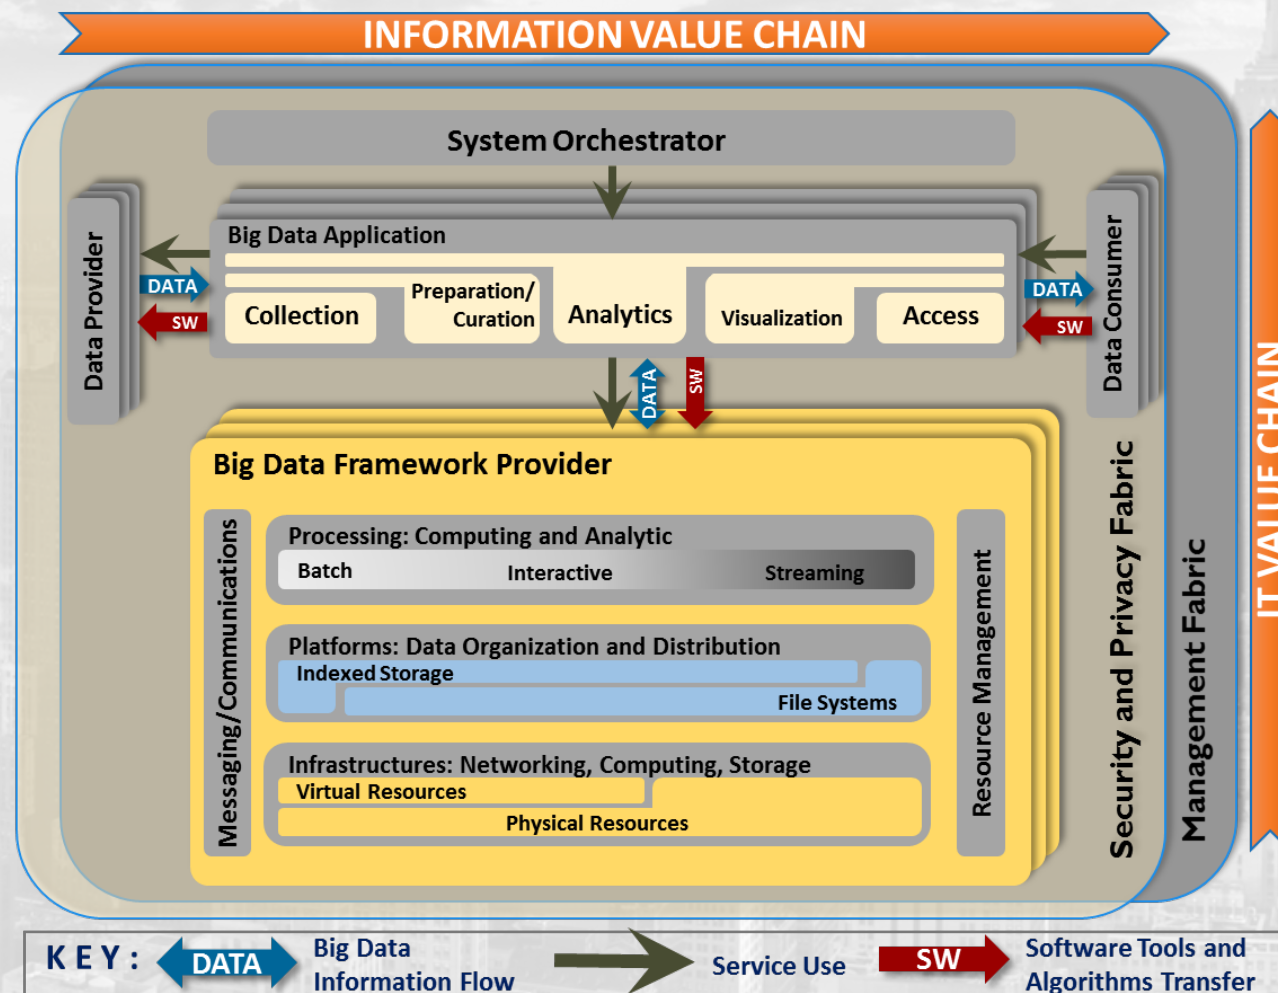 INFORMATION VALUE CHAIN
System Orchestrator
Data Provider
Big Data Application
Collection
Preparation/
Curation
Analytics
Visualization
Access
DATA
SW
DATA
SW
Data Consumer
DATA
SW
Big Data Framework Provider
Messaging/Communications
Processing: Computing and Analytic
Batch
Interactive
Streaming
Platforms: Data Organization and Distribution
Indexed Storage
File Systems
Infrastructures: Networking, Computing, Storage
Virtual Resources
Physical Resources
Resource Management
Security and Privacy Fabric
Management Fabric
IT VALUE CHAIN
KEY:
DATA
Big Data
Information Flow
Service Use
SW
Software Tools and
Algorithms Transfer